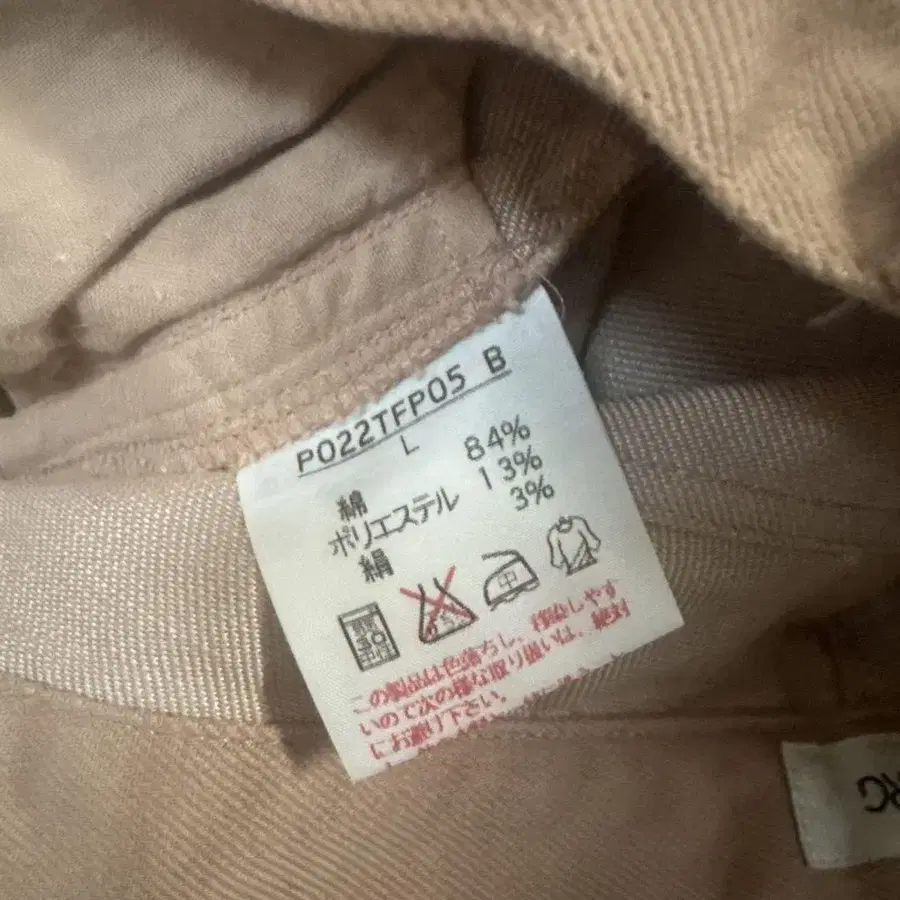 P022TFP05 B
L
綿 84%
ポリエステル 13%
絹 3%
中
この製品は色落ちし、移染しやす
いので次の様な取り扱いは、絶対
にお避け下さい。
RG